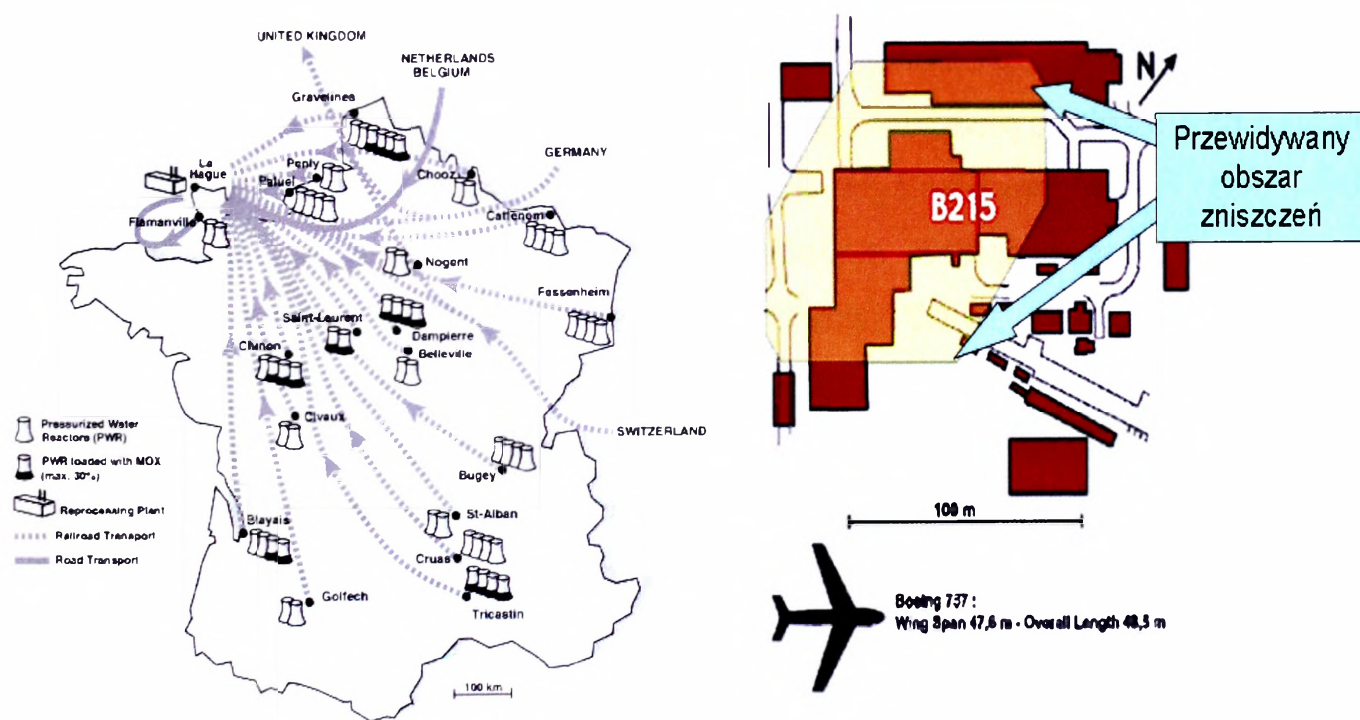 UNITED KINGDOM
NETHERLANDS
BELGIUM
Gravelines
GERMANY
La
Hague
Penly
Paluel
Chooz
Flamanville
Cattenom
Nogent
Fessenheim
Saint-Laurent
Dampierre
Belleville
Chinon
Civaux
SWITZERLAND
Pressurized Water
Reactors (PWR)
PWR loaded with MOX
(max. 30%)
Reprocessing Plant
Railroad Transport
Road Transport
Bugey
Blayais
St-Alban
Cruas
Golfech
Tricastin
100 km
N
B215
Przewidywany
obszar
zniszczeń
100 m
Boeing 737 :
Wing Span 47,6 m - Overall Length 48,5 m